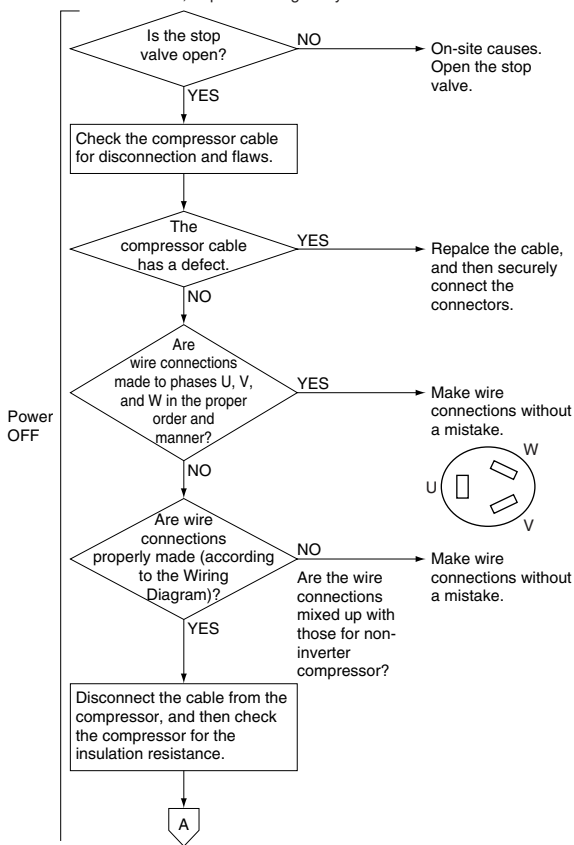 Is the stop
valve open?
NO
On-site causes.
Open the stop
valve.
YES
Check the compressor cable
for disconnection and flaws.
The
compressor cable
has a defect.
YES
Repalce the cable,
and then securely
connect the
connectors.
NO
Are
wire connections
made to phases U, V,
and W in the proper
order and
manner?
YES
Make wire
connections without
a mistake.
Power
OFF
W
U
V
NO
Are wire
connections
properly made (according
to the Wiring
Diagram)?
NO
Make wire
connections without
a mistake.
Are the wire
connections
mixed up with
those for non-
inverter
compressor?
YES
Disconnect the cable from the
compressor, and then check
the compressor for the
insulation resistance.
A